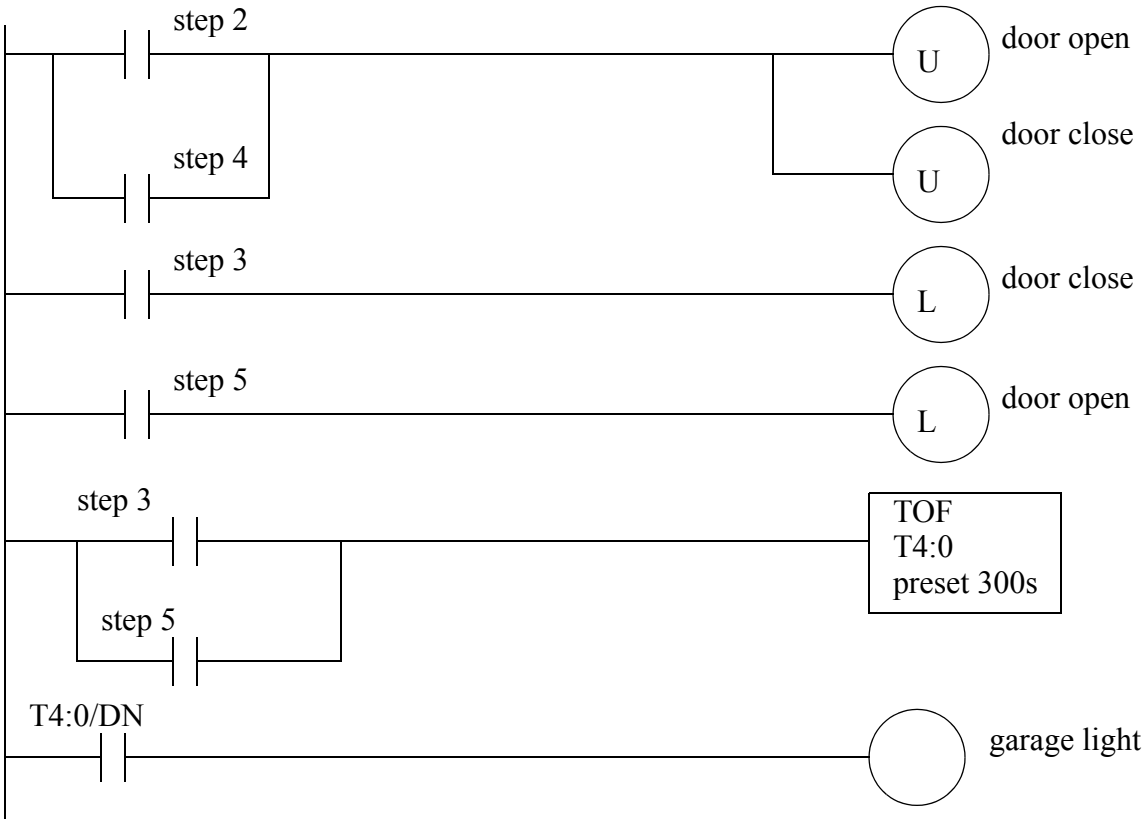 step 2
door open
U
door close
step 4
U
step 3
door close
L
step 5
door open
L
step 3
TOF
T4:0
preset 300s
step 5
T4:0/DN
garage light